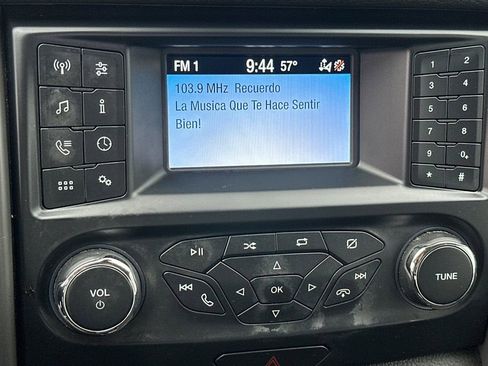 FM 1 9:44 57°
103.9 MHz Recuerdo
La Musica Que Te Hace Sentir
Bien!
1 2
3 4
5 6
7 8
9 0+
* #
VOL
OK
TUNE